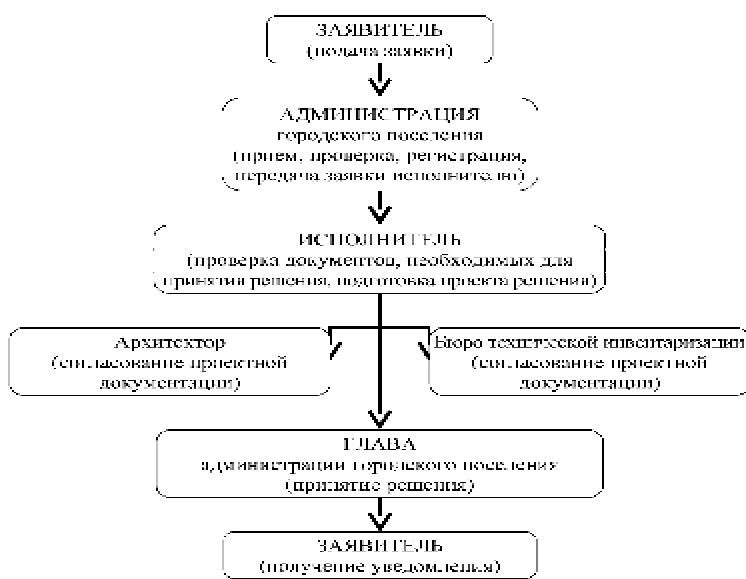 ЗАЯВИТЕЛЬ
(подача заявки)
АДМИНИСТРАЦИЯ
городского поселения
(прием, проверка, регистрация,
передача заявки исполнителю)
ИСПОЛНИТЕЛЬ
(проверка документов, необходимых для
принятия решения, подготовка проекта решения)
Архитектор
(согласование проектной
документации)
Бюро технической инвентаризации
(согласование проектной
документации)
ГЛАВА
администрации городского поселения
(принятие решения)
ЗАЯВИТЕЛЬ
(получение уведомления)